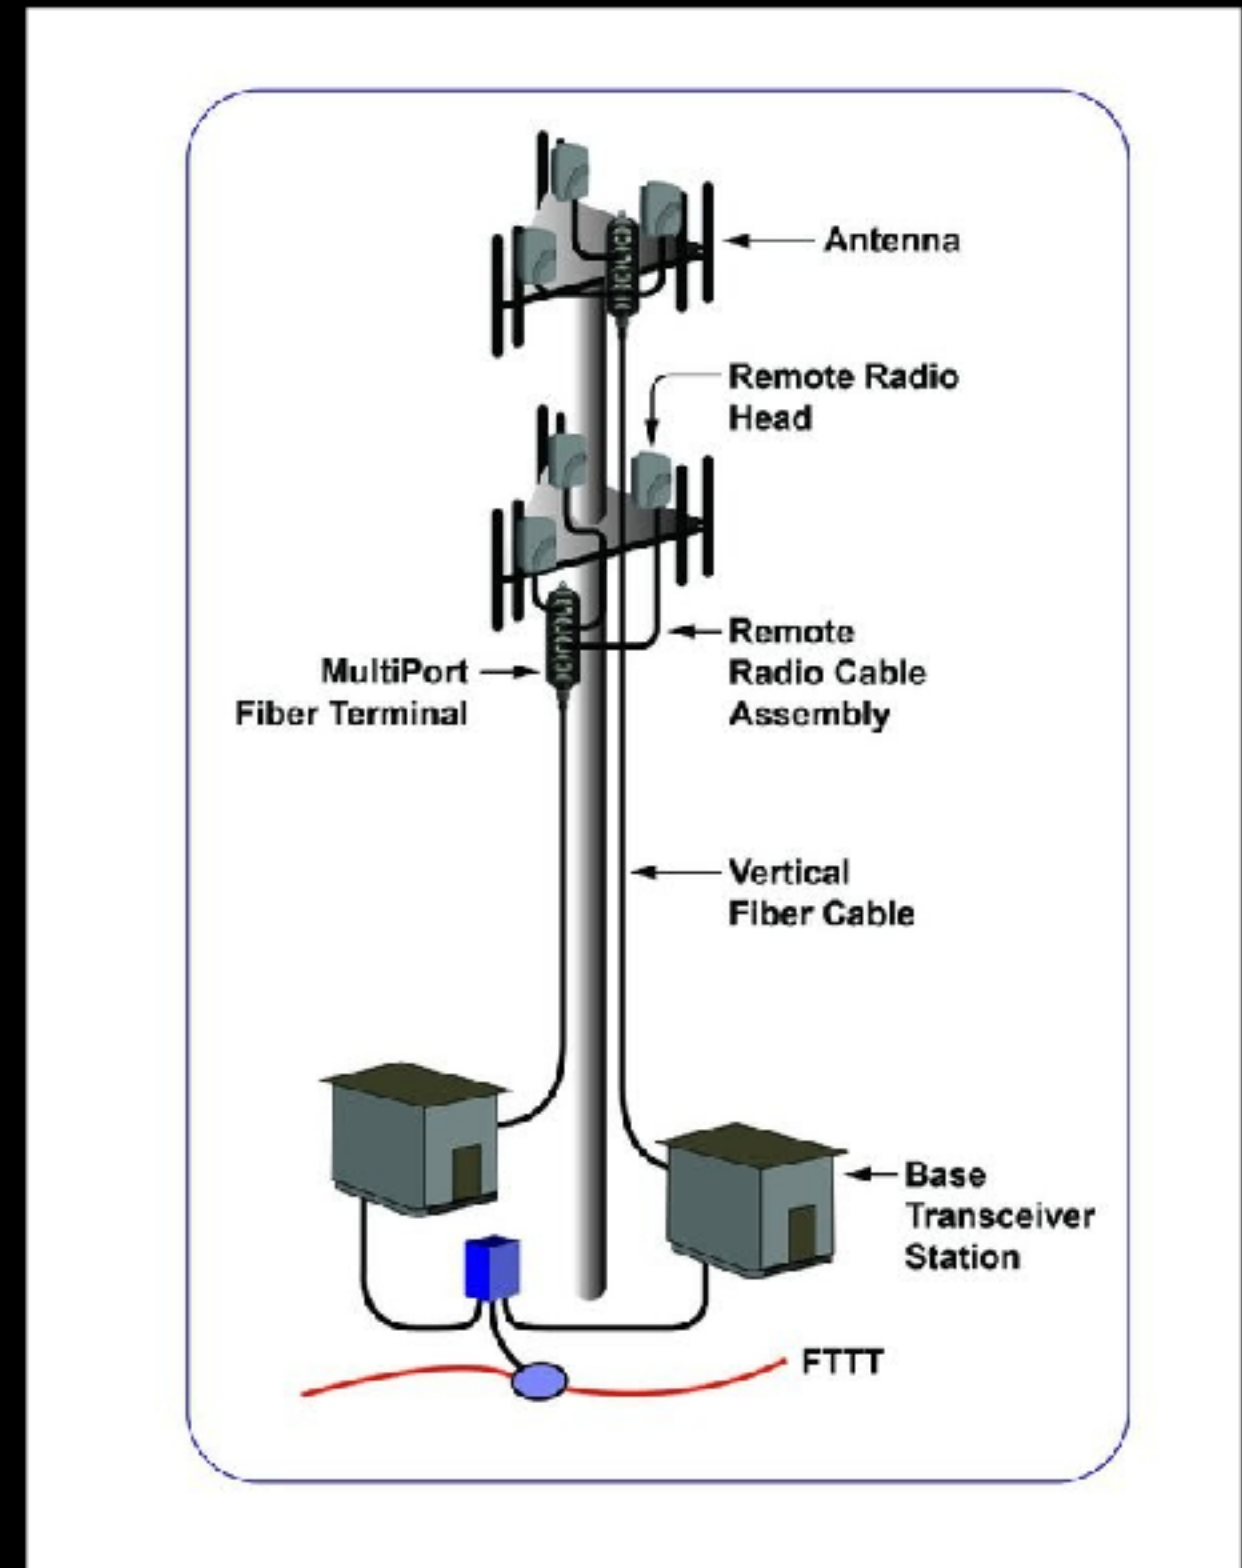 Antenna
Remote Radio
Head
Remote
Radio Cable
Assembly
MultiPort
Fiber Terminal
Vertical
Fiber Cable
Base
Transceiver
Station
FTTT